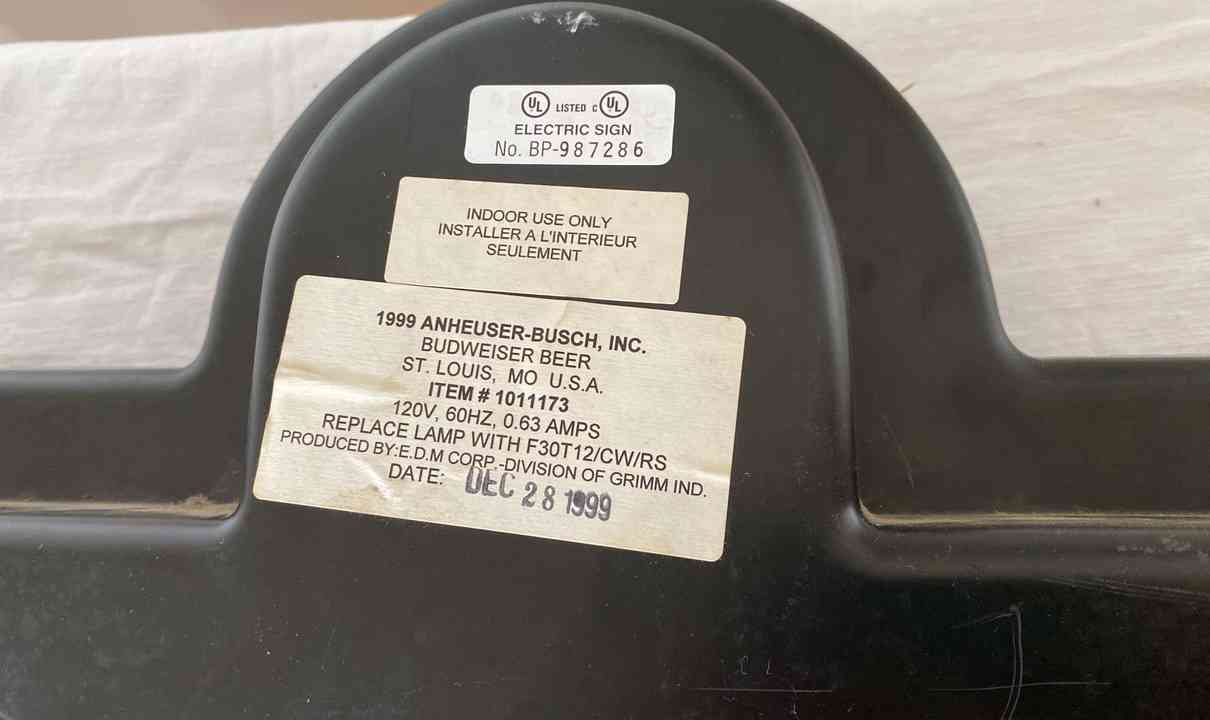 UL LISTED C UL
ELECTRIC SIGN
No. BP-987286
INDOOR USE ONLY
INSTALLER A L'INTERIEUR
SEULEMENT
1999 ANHEUSER-BUSCH, INC.
BUDWEISER BEER
ST. LOUIS, MO U.S.A.
ITEM # 1011173
120V, 60HZ, 0.63 AMPS
REPLACE LAMP WITH F30T12/CW/RS
PRODUCED BY:E.D.M CORP.-DIVISION OF GRIMM IND.
DATE: DEC 28 1999